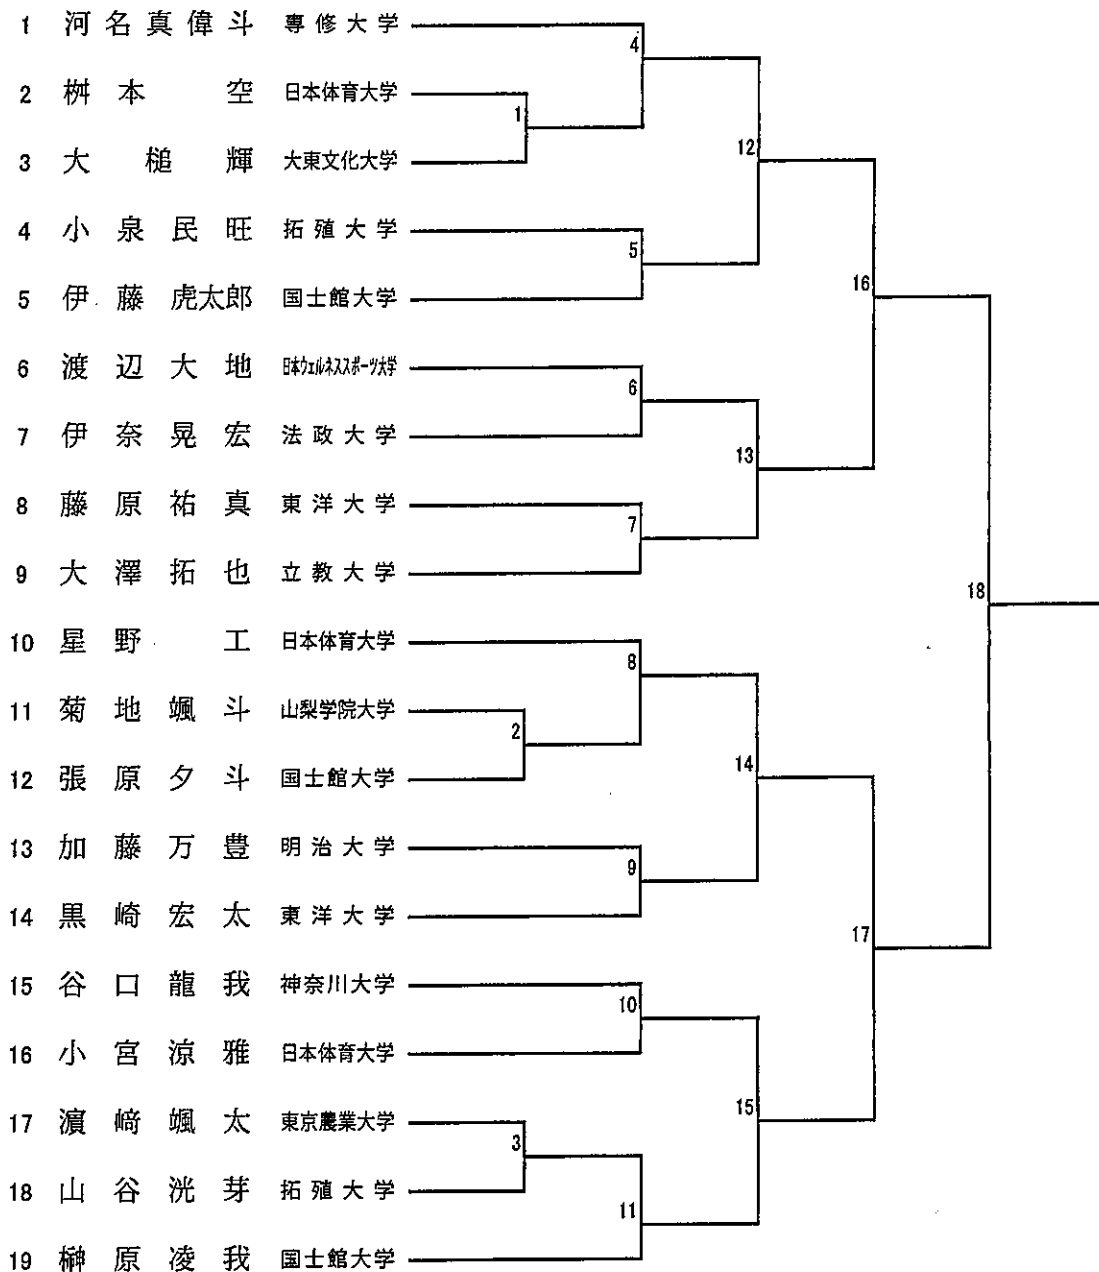 1 河名真偉斗 専修大学
4
2 桝本 空 日本体育大学
1
12
3 大槌輝 大東文化大学
4 小泉民旺 拓殖大学
5
16
5 伊藤虎太郎 国士館大学
6 渡辺大地 日本ウェルネススポーツ大学
6
7 伊奈晃宏 法政大学
13
8 藤原祐真 東洋大学
7
9 大澤拓也 立教大学
18
10 星野 工 日本体育大学
8
11 菊地颯斗 山梨学院大学
2
14
12 張原夕斗 国士館大学
13 加藤万豊 明治大学
9
14 黒崎宏太 東洋大学
17
15 谷口龍我 神奈川大学
10
16 小宮涼雅 日本体育大学
15
17 濵﨑颯太 東京農業大学
3
18 山谷洸芽 拓殖大学
11
19 榊原凌我 国士館大学